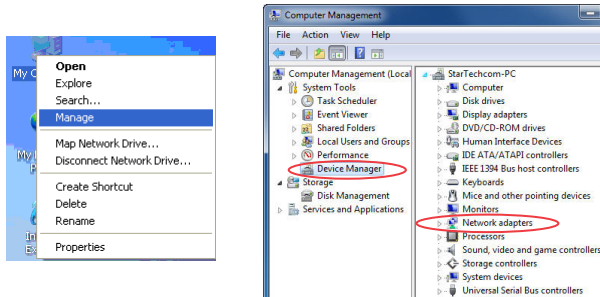 My C
Open
Explore
Search...
Manage
Map Network Drive...
Disconnect Network Drive...
Create Shortcut
Delete
Rename
Properties
Computer Management
File Action View Help
Computer Management (Local
System Tools
Task Scheduler
Event Viewer
Shared Folders
Local Users and Groups
Performance
Device Manager
Storage
Disk Management
Services and Applications
StarTechcom-PC
Computer
Disk drives
Display adapters
DVD/CD-ROM drives
Human Interface Devices
IDE ATA/ATAPI controllers
IEEE 1394 Bus host controllers
Keyboards
Mice and other pointing devices
Monitors
Network adapters
Processors
Sound, video and game controllers
Storage controllers
System devices
Universal Serial Bus controllers